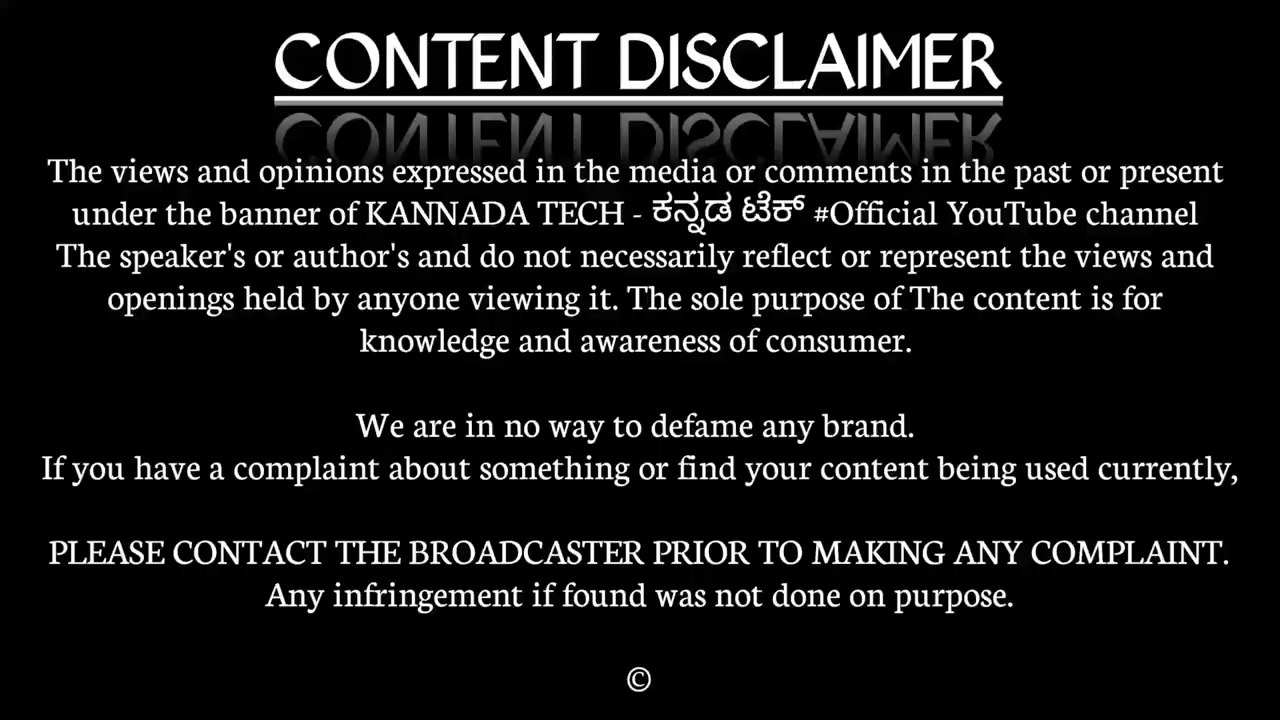 CONTENT DISCLAIMER
The views and opinions expressed in the media or comments in the past or present
under the banner of KANNADA TECH - ಕನ್ನಡ ಟೆಕ್ #Official YouTube channel
The speaker's or author's and do not necessarily reflect or represent the views and
openings held by anyone viewing it. The sole purpose of The content is for
knowledge and awareness of consumer.
We are in no way to defame any brand.
If you have a complaint about something or find your content being used currently,
PLEASE CONTACT THE BROADCASTER PRIOR TO MAKING ANY COMPLAINT.
Any infringement if found was not done on purpose.
©